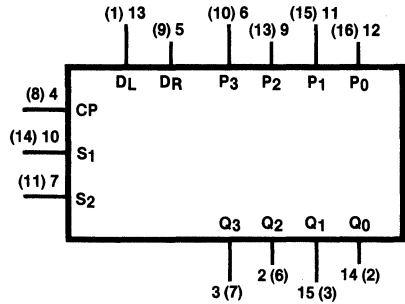 (1) 13 (9) 5 (10) 6 (13) 9 (15) 11 (16) 12
DL DR P3 P2 P1 P0
(8) 4 CP
(14) 10 S1
(11) 7 S2
Q3 Q2 Q1 Q0
3 (7) 2 (6) 15 (3) 14 (2)